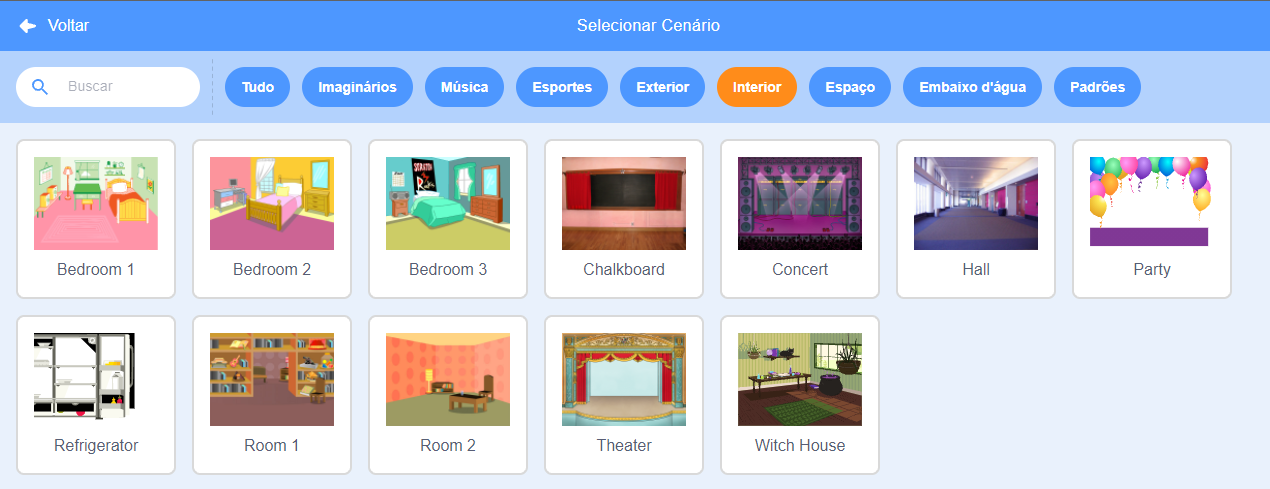 Voltar
Selecionar Cenário
Buscar
Tudo
Imaginários
Música
Esportes
Exterior
Interior
Espaço
Embaixo d'água
Padrões
SCRATCH
Bedroom 1
Bedroom 2
Bedroom 3
Chalkboard
Concert
Hall
Party
Refrigerator
Room 1
Room 2
Theater
Witch House